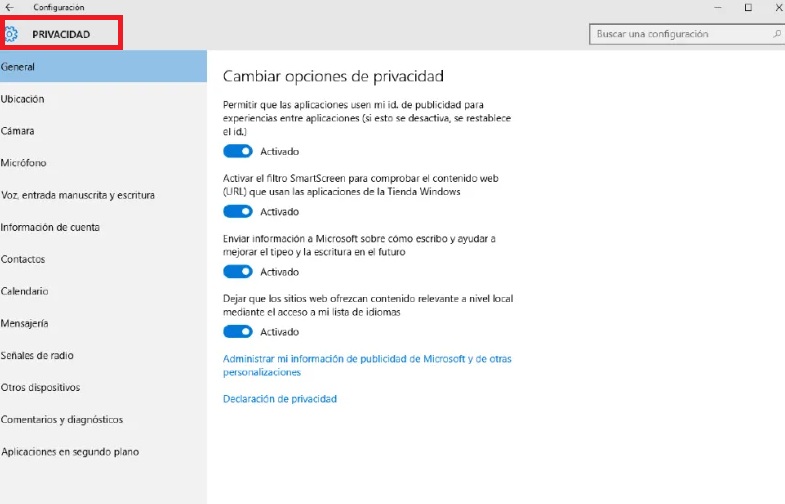 Configuración
PRIVACIDAD
Buscar una configuración
General
Ubicación
Cámara
Micrófono
Voz, entrada manuscrita y escritura
Información de cuenta
Contactos
Calendario
Mensajería
Señales de radio
Otros dispositivos
Comentarios y diagnósticos
Aplicaciones en segundo plano
Cambiar opciones de privacidad
Permitir que las aplicaciones usen mi id. de publicidad para
experiencias entre aplicaciones (si esto se desactiva, se restablece
el id.)
Activado
Activar el filtro SmartScreen para comprobar el contenido web
(URL) que usan las aplicaciones de la Tienda Windows
Activado
Enviar información a Microsoft sobre cómo escribo y ayudar a
mejorar el tipeo y la escritura en el futuro
Activado
Dejar que los sitios web ofrezcan contenido relevante a nivel local
mediante el acceso a mi lista de idiomas
Activado
Administrar mi información de publicidad de Microsoft y de otras
personalizaciones
Declaración de privacidad